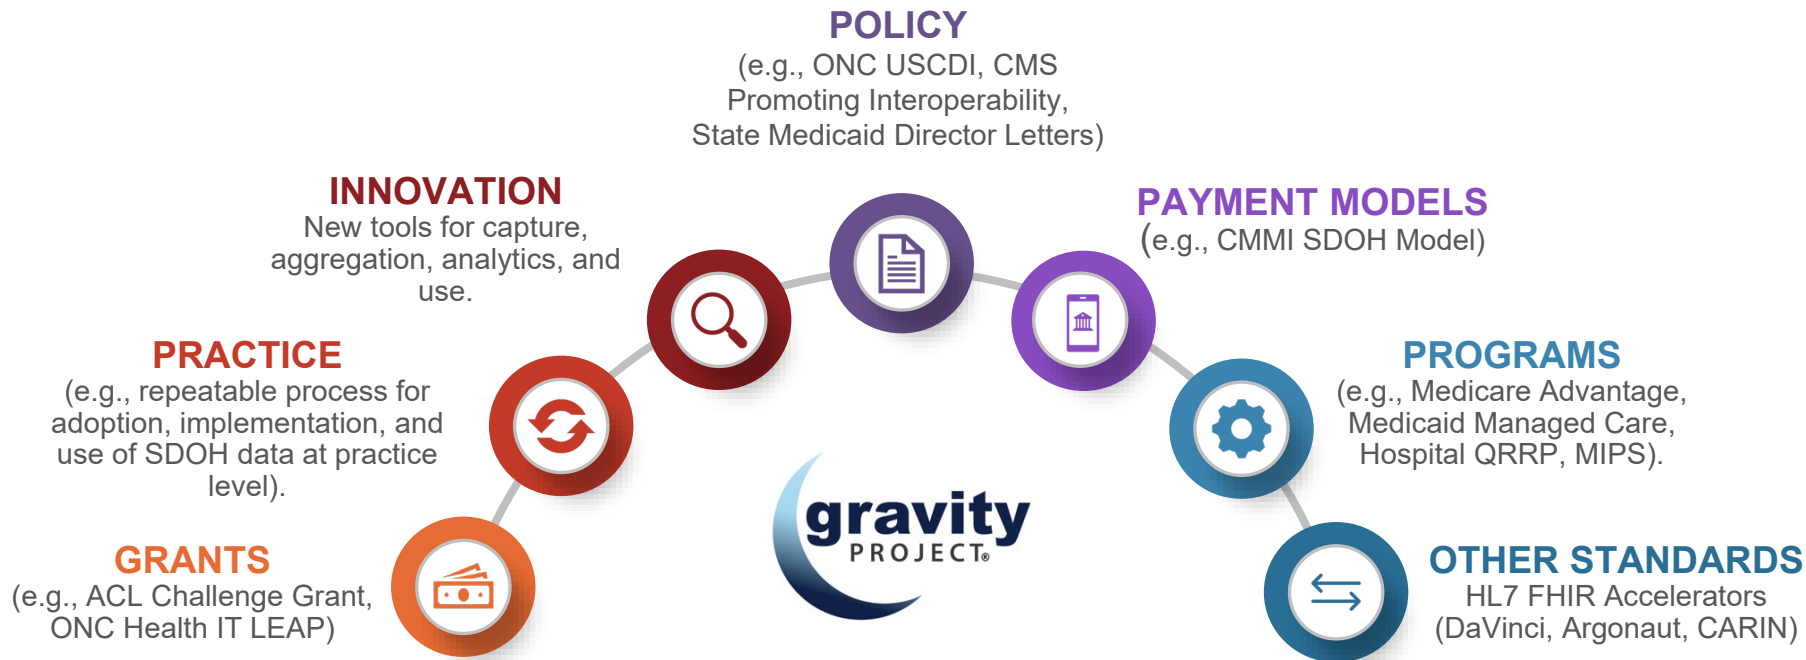 POLICY
(e.g., ONC USCDI, CMS
Promoting Interoperability,
State Medicaid Director Letters)
INNOVATION
New tools for capture,
aggregation, analytics, and
use.
PAYMENT MODELS
(e.g., CMMI SDOH Model)
PRACTICE
(e.g., repeatable process for
adoption, implementation, and
use of SDOH data at practice
level).
PROGRAMS
(e.g., Medicare Advantage,
Medicaid Managed Care,
Hospital QRRP, MIPS).
gravity
PROJECT®
GRANTS
(e.g., ACL Challenge Grant,
ONC Health IT LEAP)
OTHER STANDARDS
HL7 FHIR Accelerators
(DaVinci, Argonaut, CARIN)